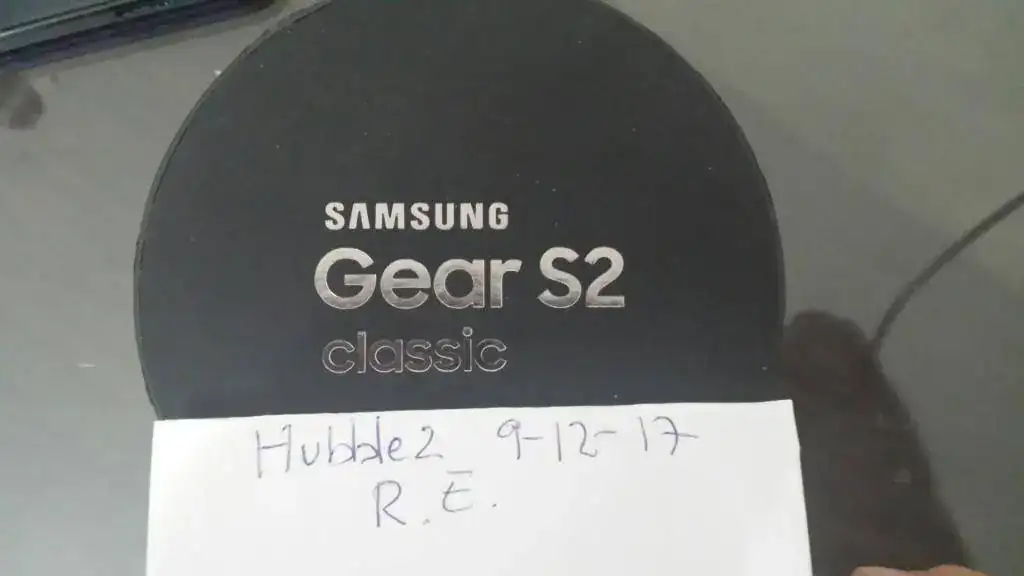 SAMSUNG
Gear S2
classic
Hubble2 9-12-17
R.E.